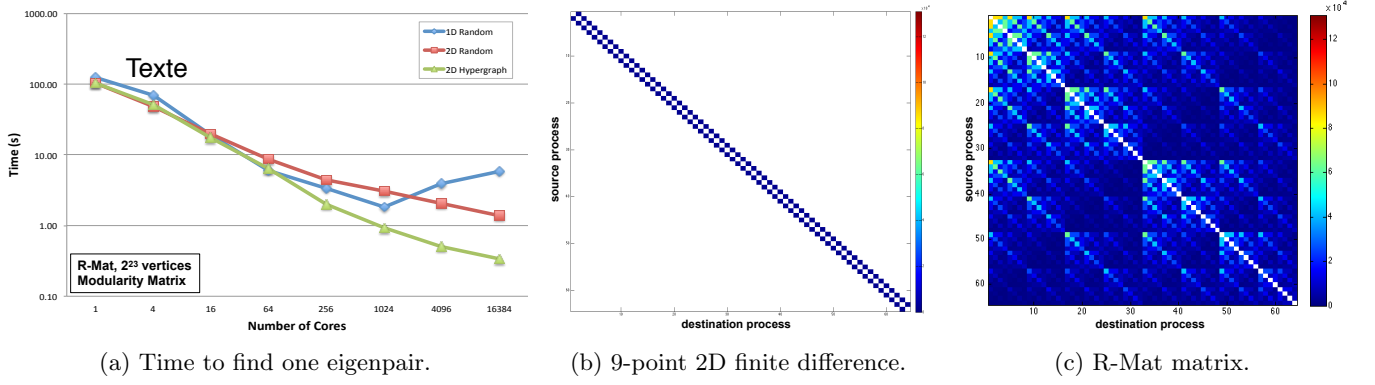 1000.00
100.00
10.00
1.00
0.10
Time (s)
Texte
1D Random
2D Random
2D Hypergraph
R-Mat, 2²³ vertices
Modularity Matrix
1 4 16 64 256 1024 4096 16384
Number of Cores
(a) Time to find one eigenpair.
source process
destination process
(b) 9-point 2D finite difference.
source process
10
20
30
40
50
60
10 20 30 40 50 60
destination process
x 10⁴
12
10
8
6
4
2
0
(c) R-Mat matrix.